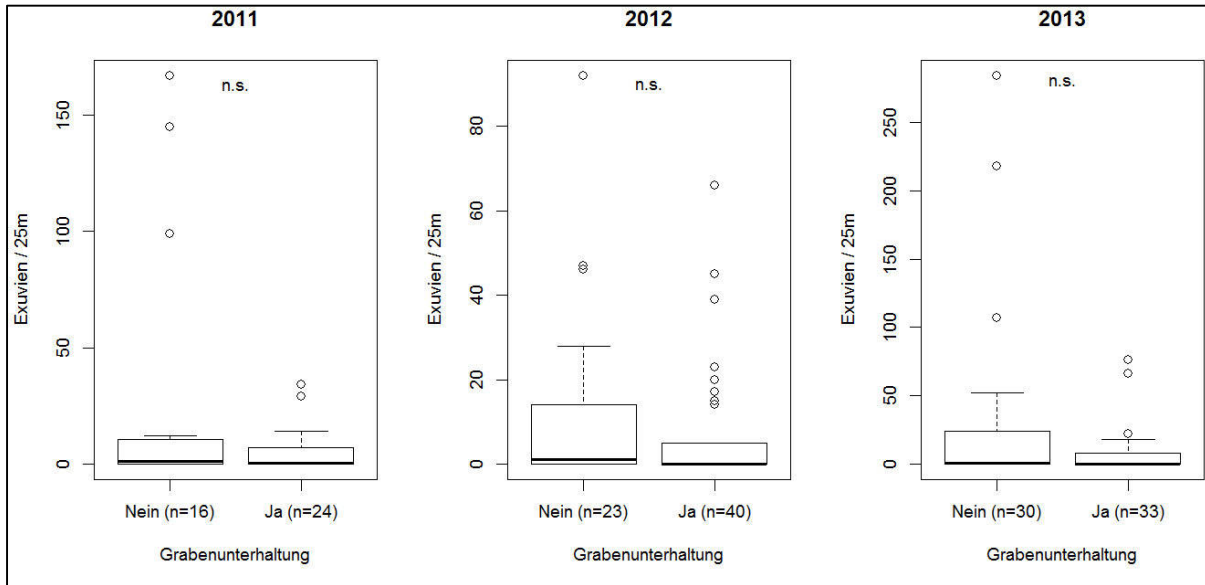 2011
n.s.
150
100
50
0
Exuvien / 25m
Nein (n=16) Ja (n=24)
Grabenunterhaltung
2012
n.s.
80
60
40
20
0
Exuvien / 25m
Nein (n=23) Ja (n=40)
Grabenunterhaltung
2013
n.s.
250
200
150
100
50
0
Exuvien / 25m
Nein (n=30) Ja (n=33)
Grabenunterhaltung